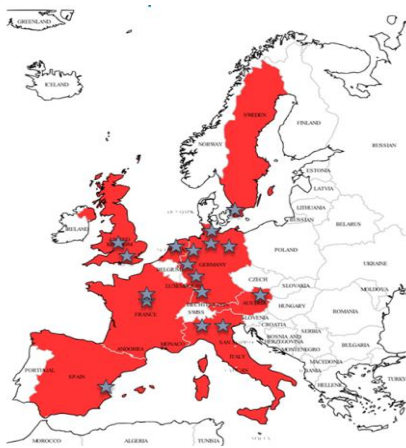 GREENLAND
ICELAND
SWEDEN
FINLAND
NORWAY
RUSSIAN
ESTONIA
LATVIA
LITHUANIA
RUSSIAN
BELARUS
IRELAND
POLAND
GERMANY
BELGIUM
UKRAINE
CZECH
SLOVAKIA
MOLDOVA
AUSTRIA
HUNGARY
FRANCE
SWISS
SLOVENIA
CROATIA
ROMANIA
BOSNIA AND
HERZEGOVINA
SERBIA
MONTENEGRO
BULGARIA
ANDORRA
MONACO
SAN
ITALY
MACEDONIA
PORTUGAL
SPAIN
HELLENIC
TURKEY
MOROCCO
ALGERIA
TUNISIA